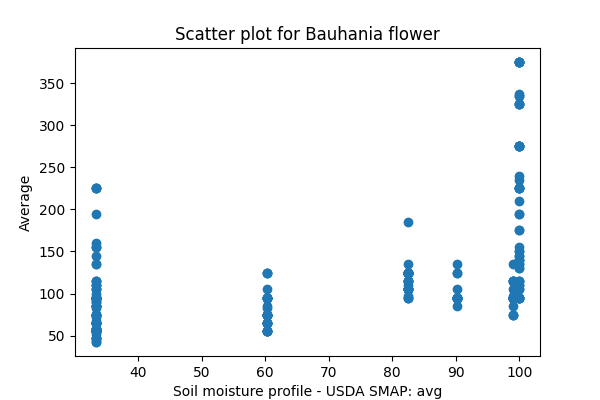 Scatter plot for Bauhania flower
350
300
250
200
150
100
50
Average
40 50 60 70 80 90 100
Soil moisture profile - USDA SMAP: avg